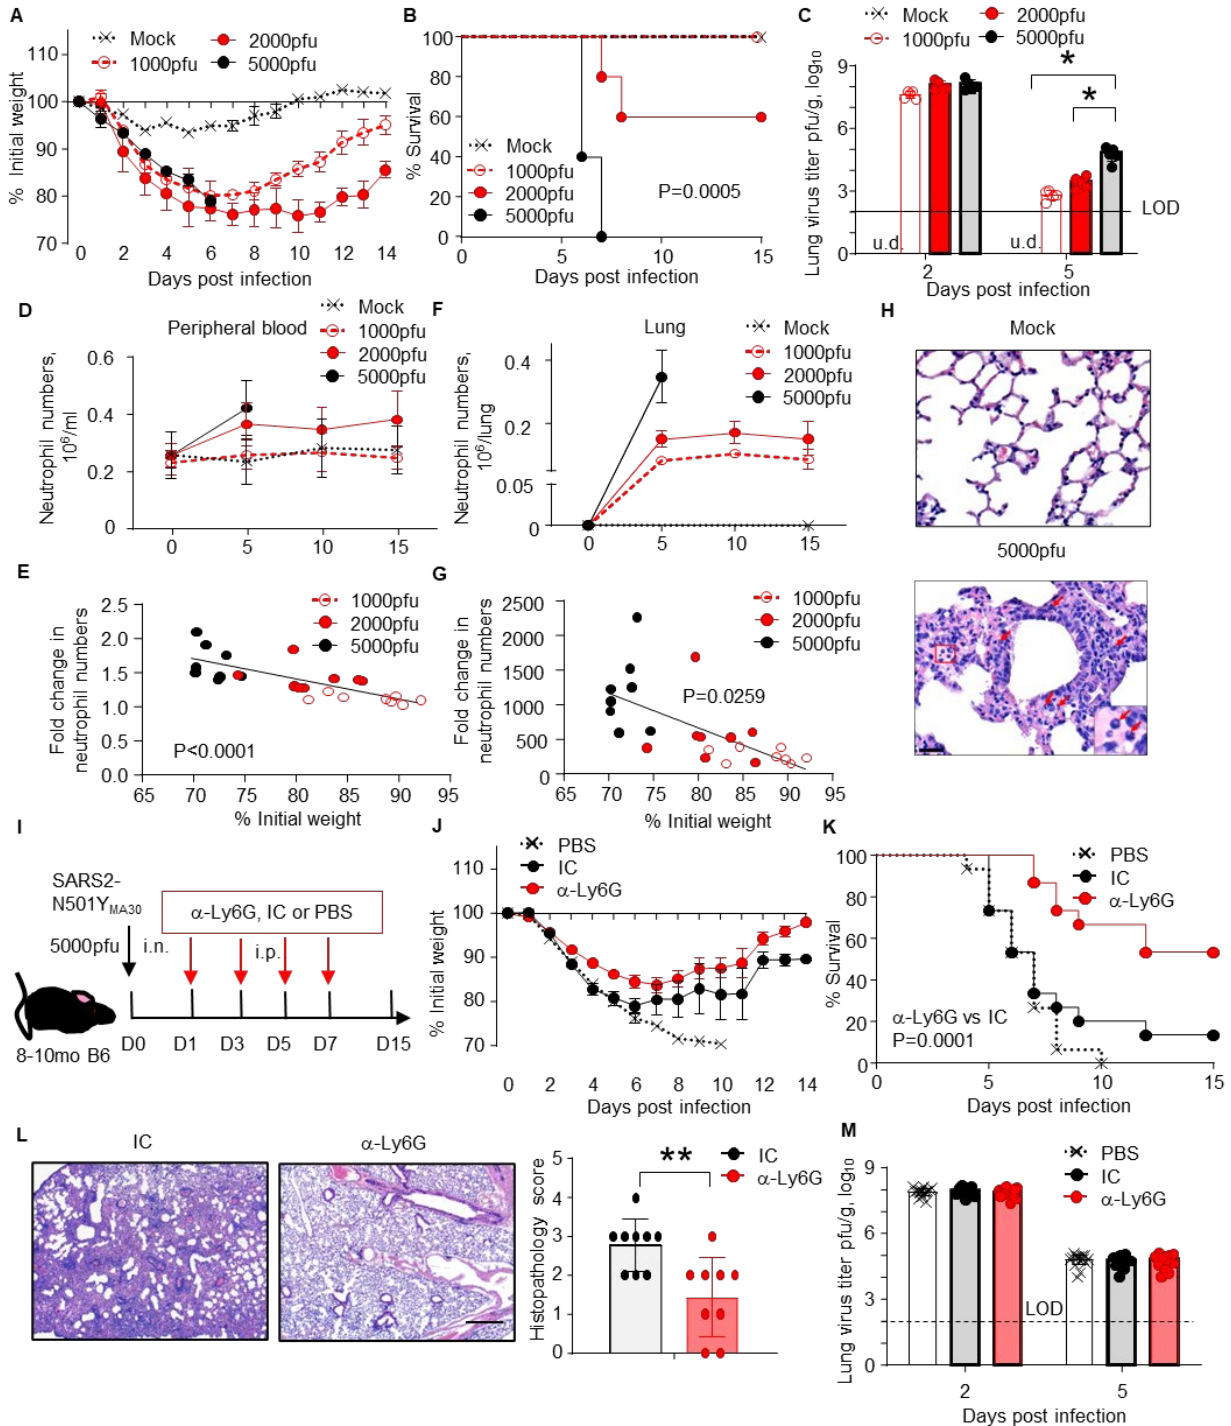 A
% Initial weight
110
100
90
80
70
0 2 4 6 8 10 12 14
Days post infection
Mock
1000pfu
2000pfu
5000pfu
B
% Survival
100
80
60
40
20
0
0 5 10 15
Days post infection
Mock
1000pfu
2000pfu
5000pfu
P=0.0005
C
Mock
1000pfu
2000pfu
5000pfu
Lung virus titer pfu/g, log10
9
6
3
0
* 
*
LOD
u.d. u.d.
2 5
Days post infection
D
Peripheral blood
Mock
1000pfu
2000pfu
5000pfu
Neutrophil numbers,
10⁶/ml
0.6
0.4
0.2
0
0 5 10 15
F
Lung
Mock
1000pfu
2000pfu
5000pfu
Neutrophil numbers,
10⁶/lung
0.4
0.2
0.05
0
0 5 10 15
H
Mock
5000pfu
E
Fold change in
neutrophil numbers
2.5
2.0
1.5
1.0
0.5
0.0
1000pfu
2000pfu
5000pfu
P<0.0001
65 70 75 80 85 90 95
% Initial weight
G
Fold change in
neutrophil numbers
2500
2000
1500
1000
500
0
1000pfu
2000pfu
5000pfu
P=0.0259
65 70 75 80 85 90 95
% Initial weight
I
SARS2-
N501YMA30
5000pfu
i.n.
α-Ly6G, IC or PBS
i.p.
8-10mo B6
D0 D1 D3 D5 D7 D15
J
PBS
IC
α-Ly6G
% Initial weight
110
100
90
80
70
0 2 4 6 8 10 12 14
Days post infection
K
PBS
IC
α-Ly6G
% Survival
100
80
60
40
20
0
α-Ly6G vs IC
P=0.0001
0 5 10 15
Days post infection
L
IC
α-Ly6G
Histopathology score
5
4
3
2
1
0
**
IC
α-Ly6G
M
PBS
IC
α-Ly6G
Lung virus titer pfu/g, log10
9
6
3
0
LOD
2 5
Days post infection